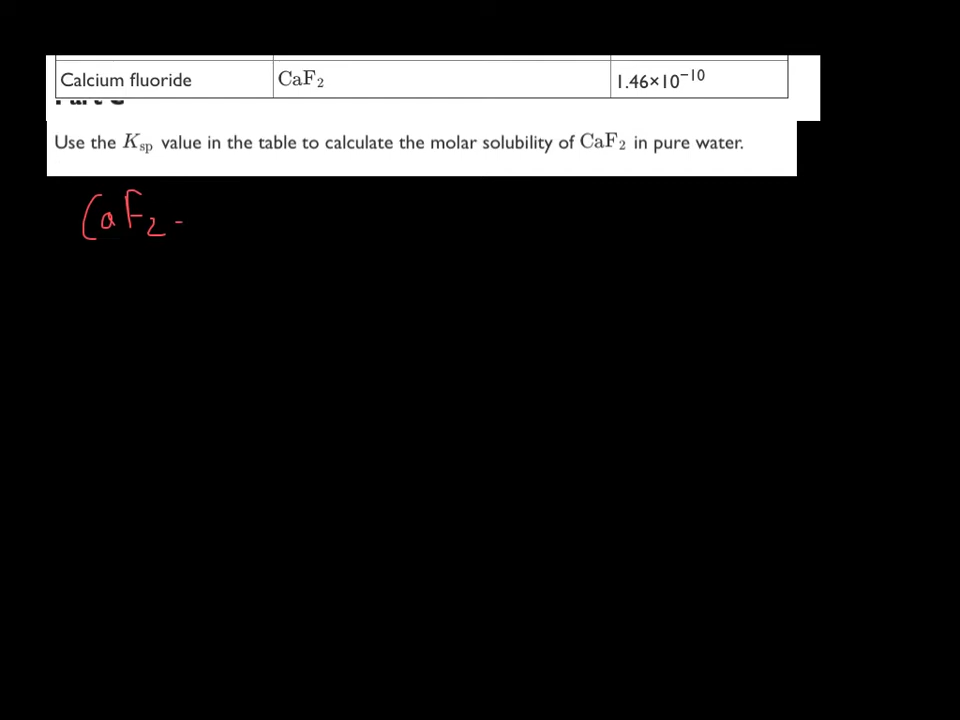 Calcium fluoride CaF₂ 1.46×10⁻¹⁰
Use the Ksp value in the table to calculate the molar solubility of CaF₂ in pure water.
CaF₂ -